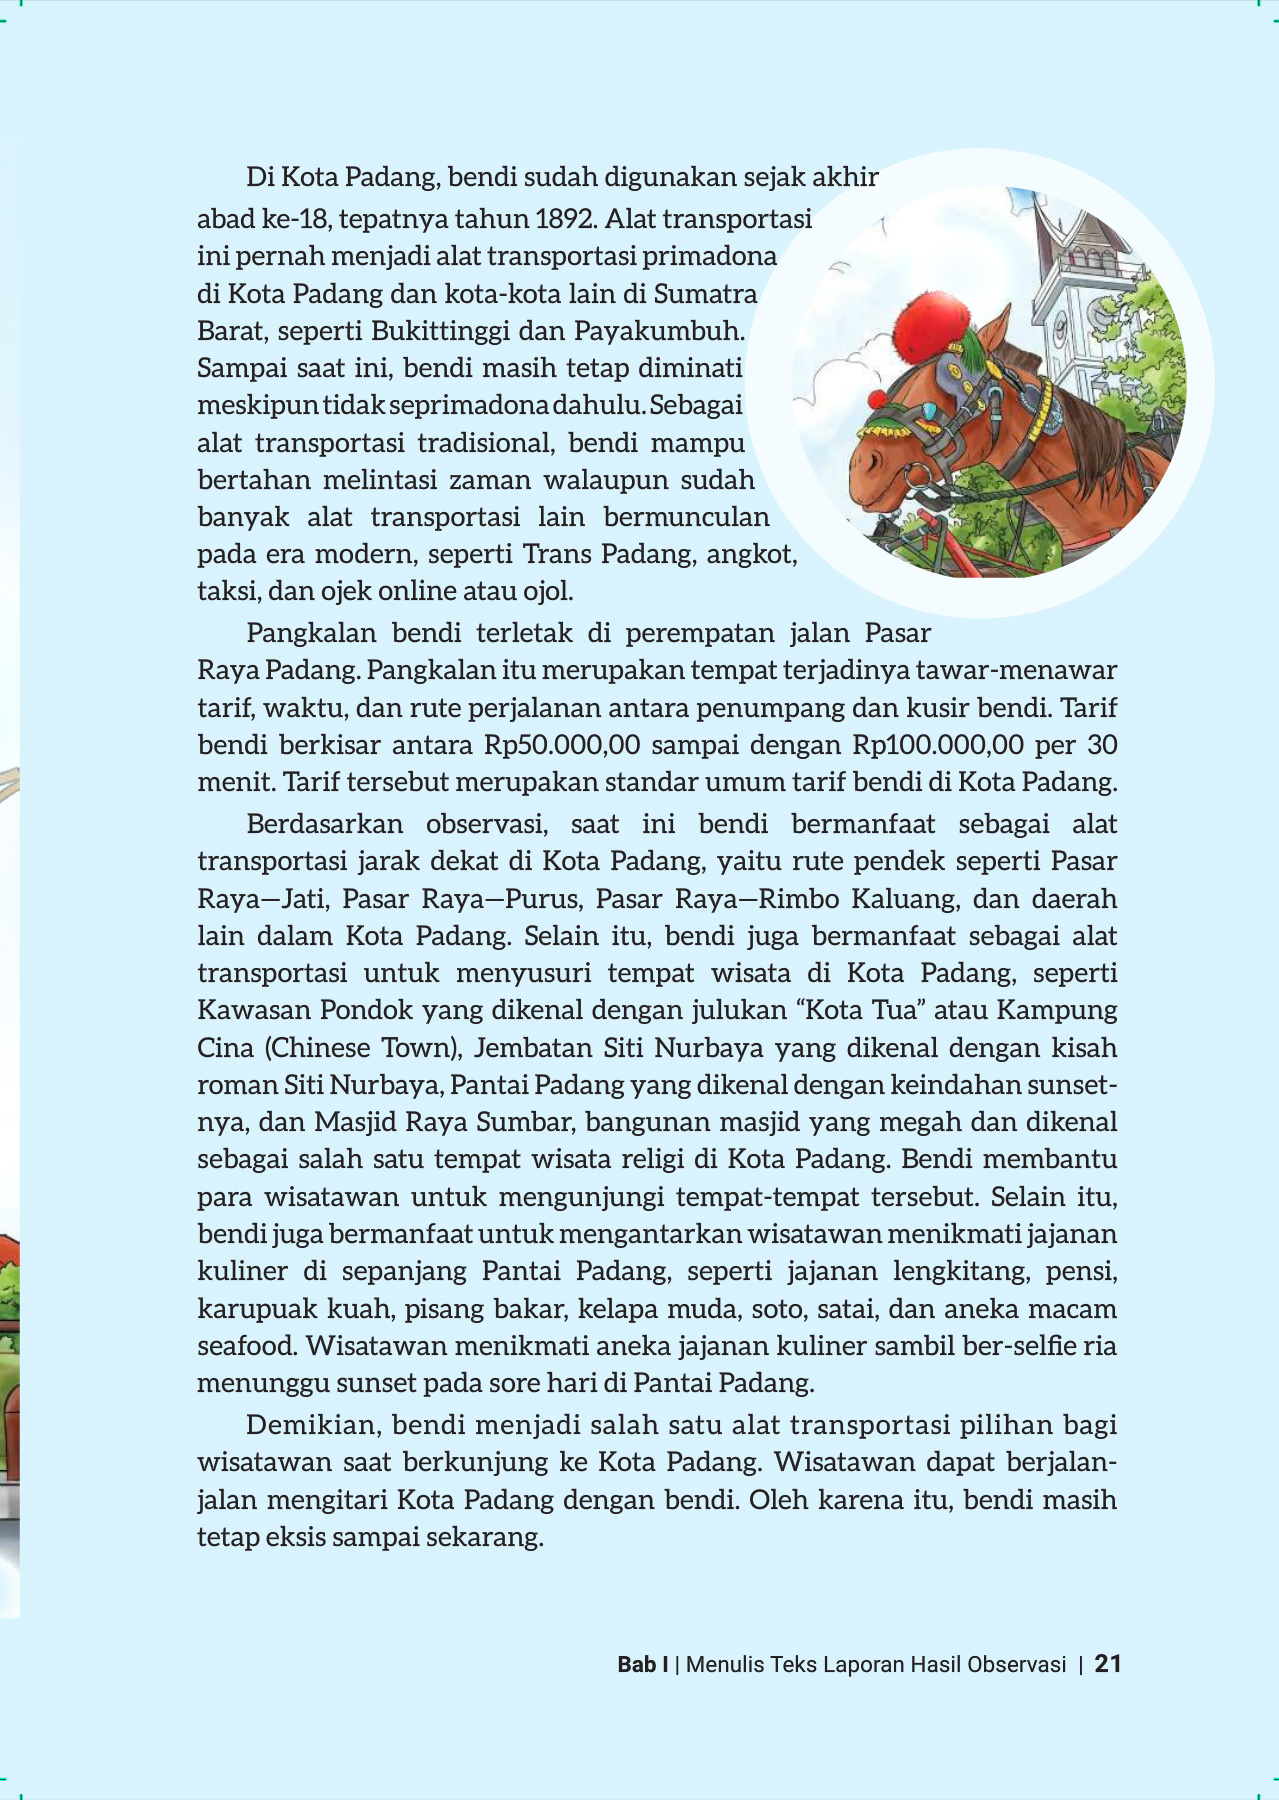 Di Kota Padang, bendi sudah digunakan sejak akhir
abad ke-18, tepatnya tahun 1892. Alat transportasi
ini pernah menjadi alat transportasi primadona
di Kota Padang dan kota-kota lain di Sumatra
Barat, seperti Bukittinggi dan Payakumbuh.
Sampai saat ini, bendi masih tetap diminati
meskipun tidak seprimadona dahulu. Sebagai
alat transportasi tradisional, bendi mampu
bertahan melintasi zaman walaupun sudah
banyak alat transportasi lain bermunculan
pada era modern, seperti Trans Padang, angkot,
taksi, dan ojek online atau ojol.
Pangkalan bendi terletak di perempatan jalan Pasar
Raya Padang. Pangkalan itu merupakan tempat terjadinya tawar-menawar
tarif, waktu, dan rute perjalanan antara penumpang dan kusir bendi. Tarif
bendi berkisar antara Rp50.000,00 sampai dengan Rp100.000,00 per 30
menit. Tarif tersebut merupakan standar umum tarif bendi di Kota Padang.
Berdasarkan observasi, saat ini bendi bermanfaat sebagai alat
transportasi jarak dekat di Kota Padang, yaitu rute pendek seperti Pasar
Raya—Jati, Pasar Raya—Purus, Pasar Raya—Rimbo Kaluang, dan daerah
lain dalam Kota Padang. Selain itu, bendi juga bermanfaat sebagai alat
transportasi untuk menyusuri tempat wisata di Kota Padang, seperti
Kawasan Pondok yang dikenal dengan julukan “Kota Tua” atau Kampung
Cina (Chinese Town), Jembatan Siti Nurbaya yang dikenal dengan kisah
roman Siti Nurbaya, Pantai Padang yang dikenal dengan keindahan sunset-
nya, dan Masjid Raya Sumbar, bangunan masjid yang megah dan dikenal
sebagai salah satu tempat wisata religi di Kota Padang. Bendi membantu
para wisatawan untuk mengunjungi tempat-tempat tersebut. Selain itu,
bendi juga bermanfaat untuk mengantarkan wisatawan menikmati jajanan
kuliner di sepanjang Pantai Padang, seperti jajanan lengkitang, pensi,
karupuak kuah, pisang bakar, kelapa muda, soto, satai, dan aneka macam
seafood. Wisatawan menikmati aneka jajanan kuliner sambil ber-selfie ria
menunggu sunset pada sore hari di Pantai Padang.
Demikian, bendi menjadi salah satu alat transportasi pilihan bagi
wisatawan saat berkunjung ke Kota Padang. Wisatawan dapat berjalan-
jalan mengitari Kota Padang dengan bendi. Oleh karena itu, bendi masih
tetap eksis sampai sekarang.
Bab I | Menulis Teks Laporan Hasil Observasi | 21